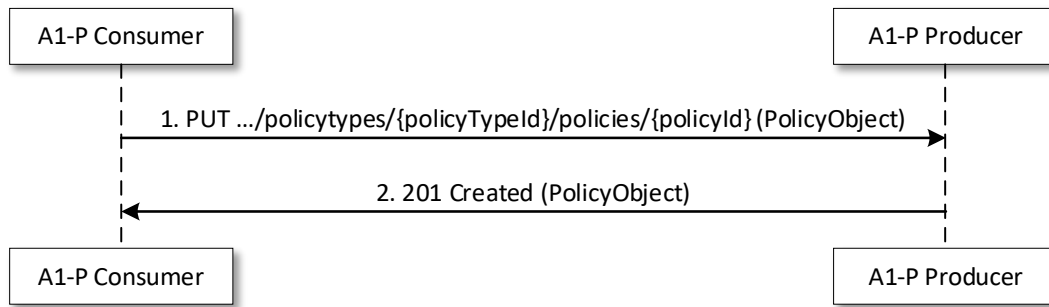 A1-P Consumer
A1-P Producer
1. PUT .../policytypes/{policyTypeId}/policies/{policyId} (PolicyObject)
2. 201 Created (PolicyObject)
A1-P Consumer
A1-P Producer